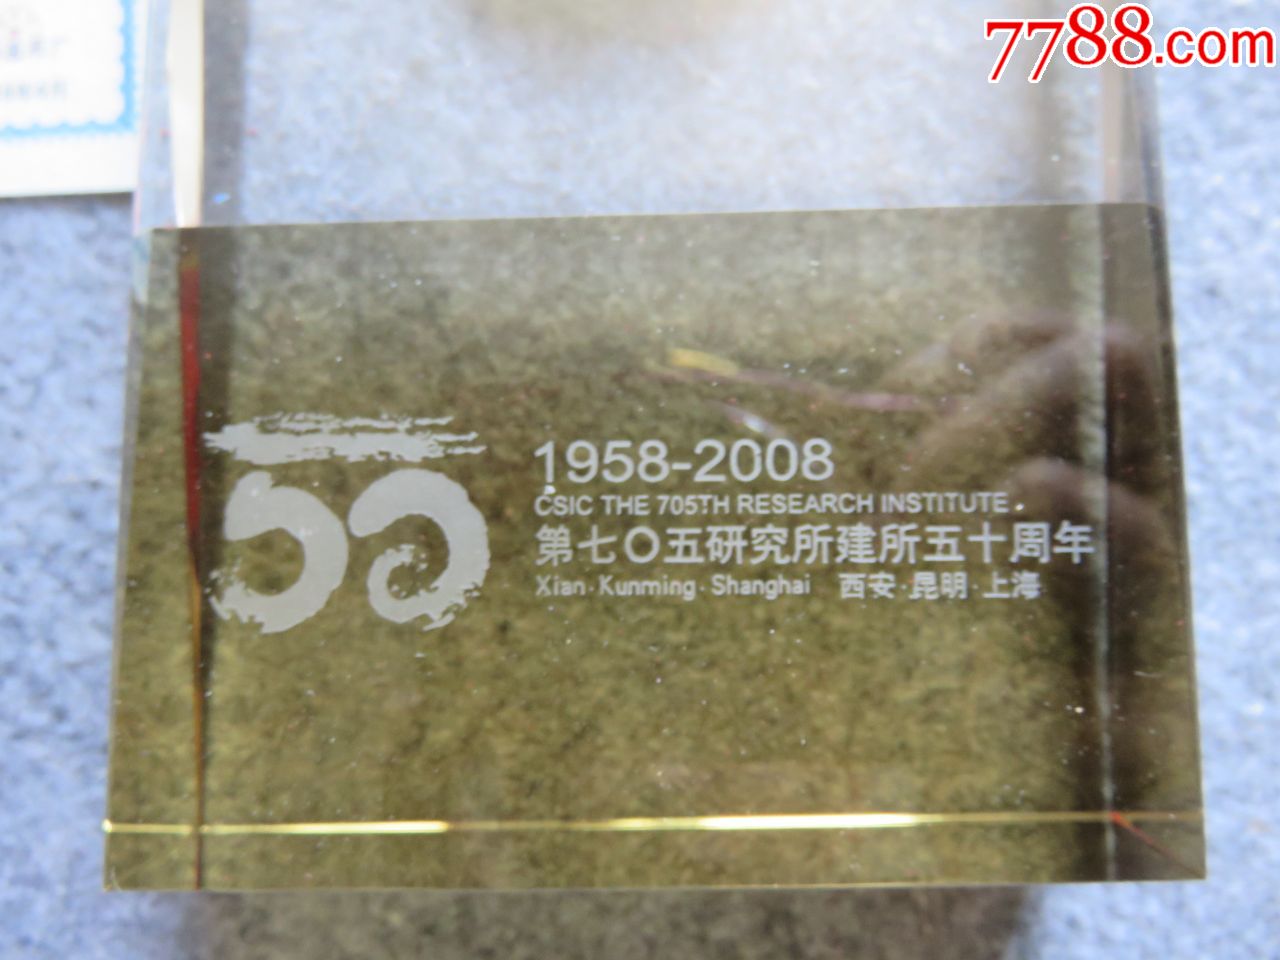 7788.com
1958-2008
CSIC THE 705TH RESEARCH INSTITUTE
第七〇五研究所建所五十周年
Xian·Kunming·Shanghai 西安·昆明·上海